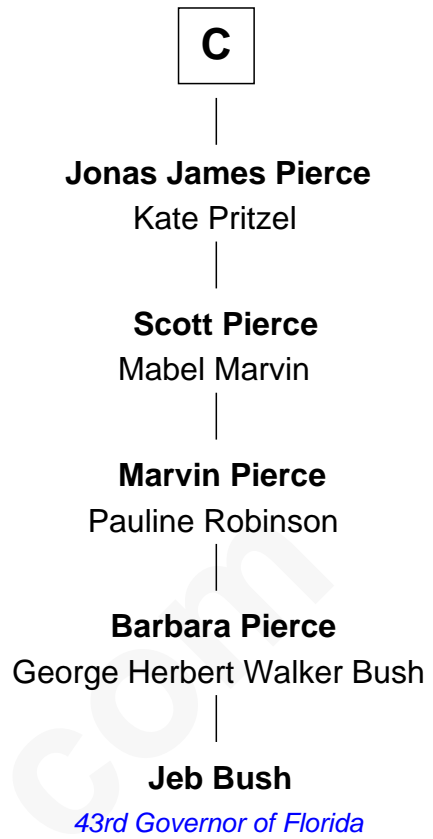 C
Jonas James Pierce
Kate Pritzel
Scott Pierce
Mabel Marvin
Marvin Pierce
Pauline Robinson
Barbara Pierce
George Herbert Walker Bush
Jeb Bush
43rd Governor of Florida
com